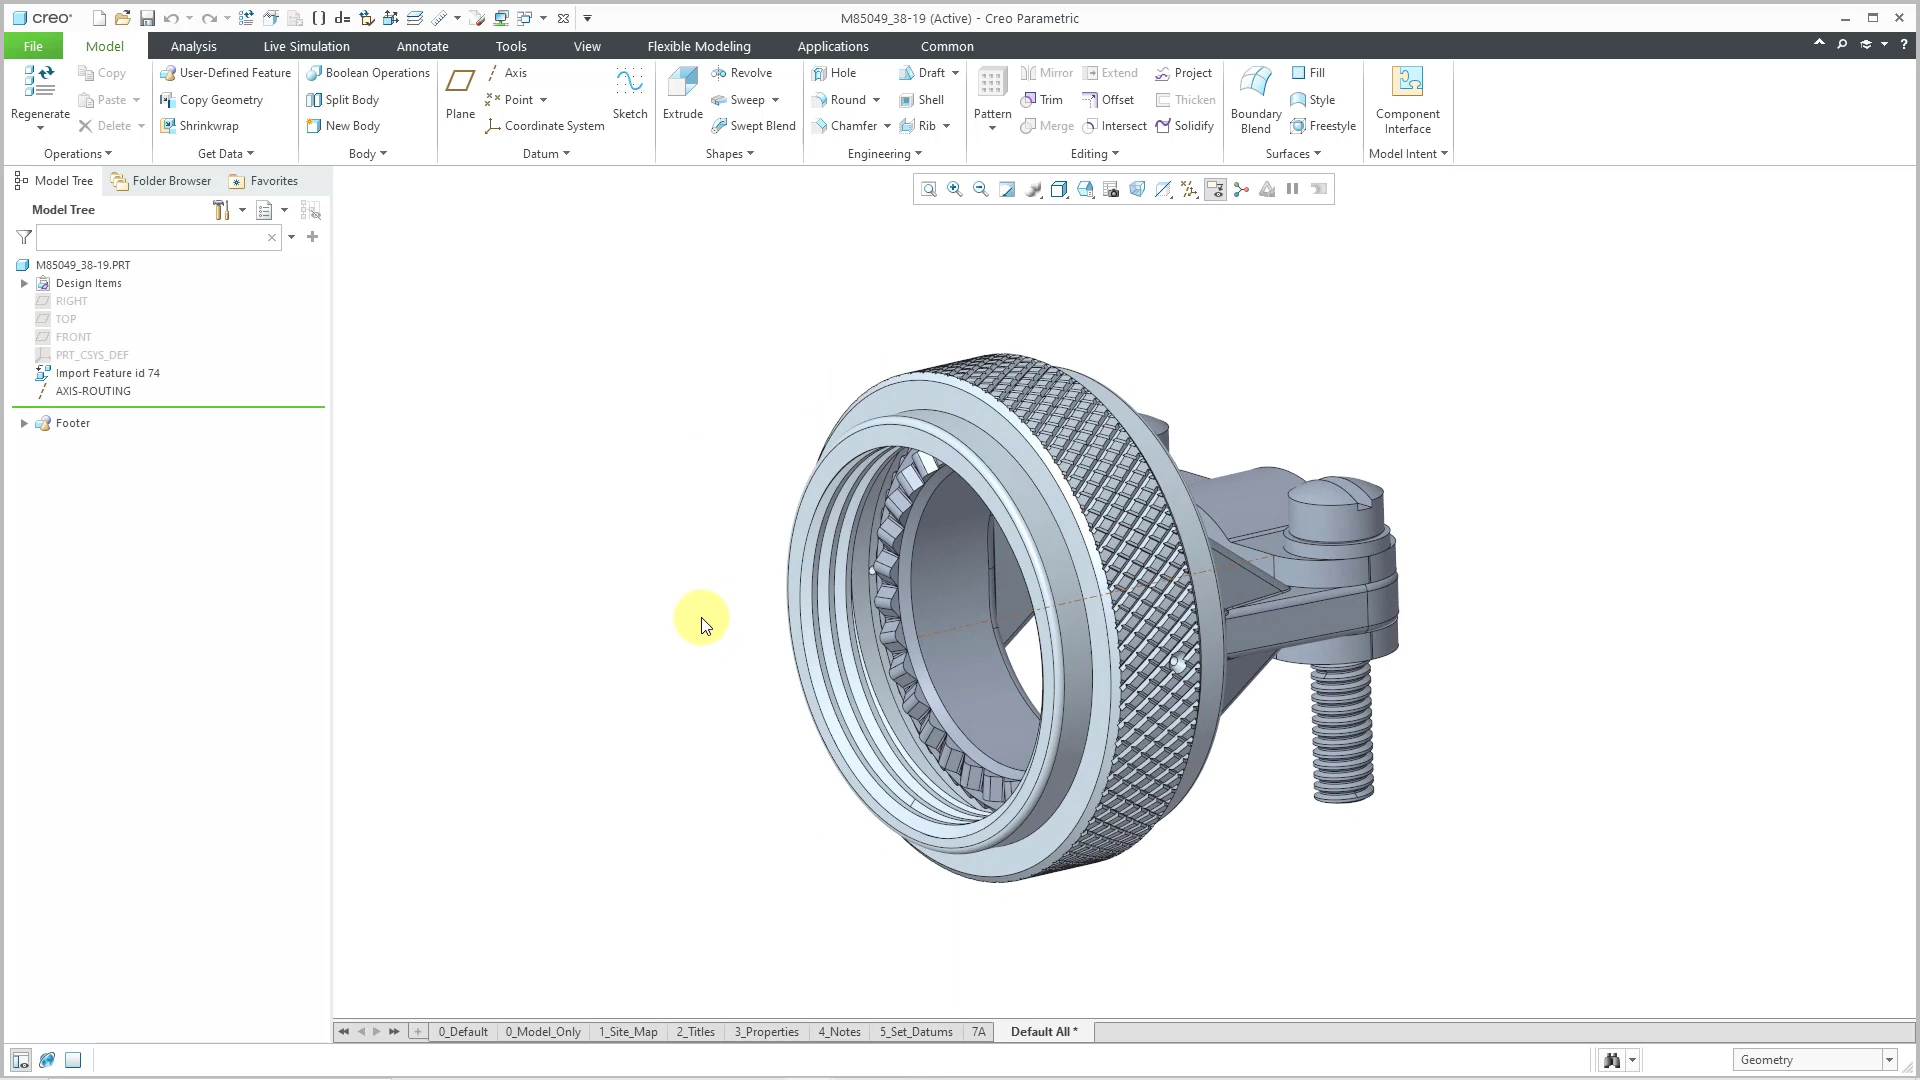 creo
M85049_38-19 (Active) - Creo Parametric
File Model Analysis Live Simulation Annotate Tools View Flexible Modeling Applications Common
Regenerate
Copy
Paste
Delete
Operations
User-Defined Feature
Copy Geometry
Shrinkwrap
Get Data
Boolean Operations
Split Body
New Body
Body
Plane
Axis
Point
Coordinate System
Sketch
Datum
Extrude
Revolve
Sweep
Swept Blend
Shapes
Hole
Round
Chamfer
Draft
Shell
Rib
Engineering
Pattern
Mirror
Trim
Merge
Extend
Offset
Intersect
Project
Thicken
Solidify
Editing
Boundary
Blend
Fill
Style
Freestyle
Surfaces
Component
Interface
Model Intent
Model Tree Folder Browser Favorites
Model Tree
M85049_38-19.PRT
Design Items
RIGHT
TOP
FRONT
PRT_CSYS_DEF
Import Feature id 74
AXIS-ROUTING
Footer
0_Default 0_Model_Only 1_Site_Map 2_Titles 3_Properties 4_Notes 5_Set_Datums 7A Default All *
Geometry